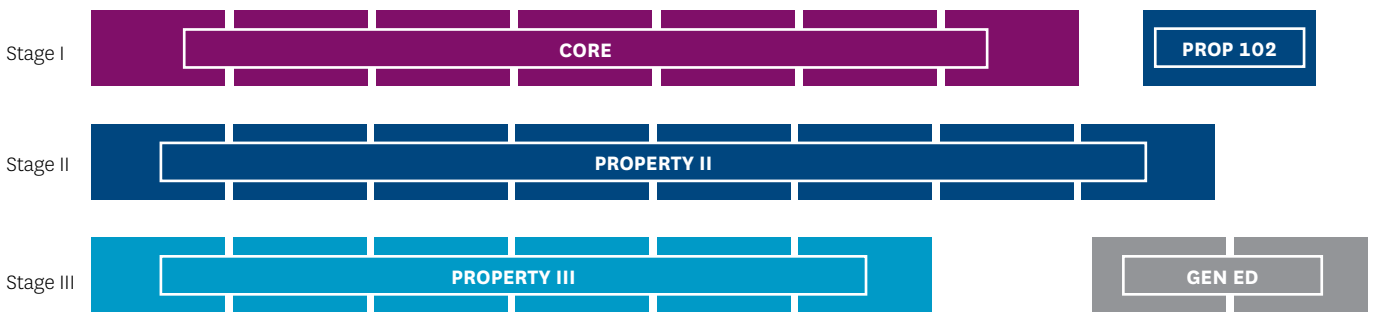 Stage I
CORE
PROP 102
Stage II
PROPERTY II
Stage III
PROPERTY III
GEN ED